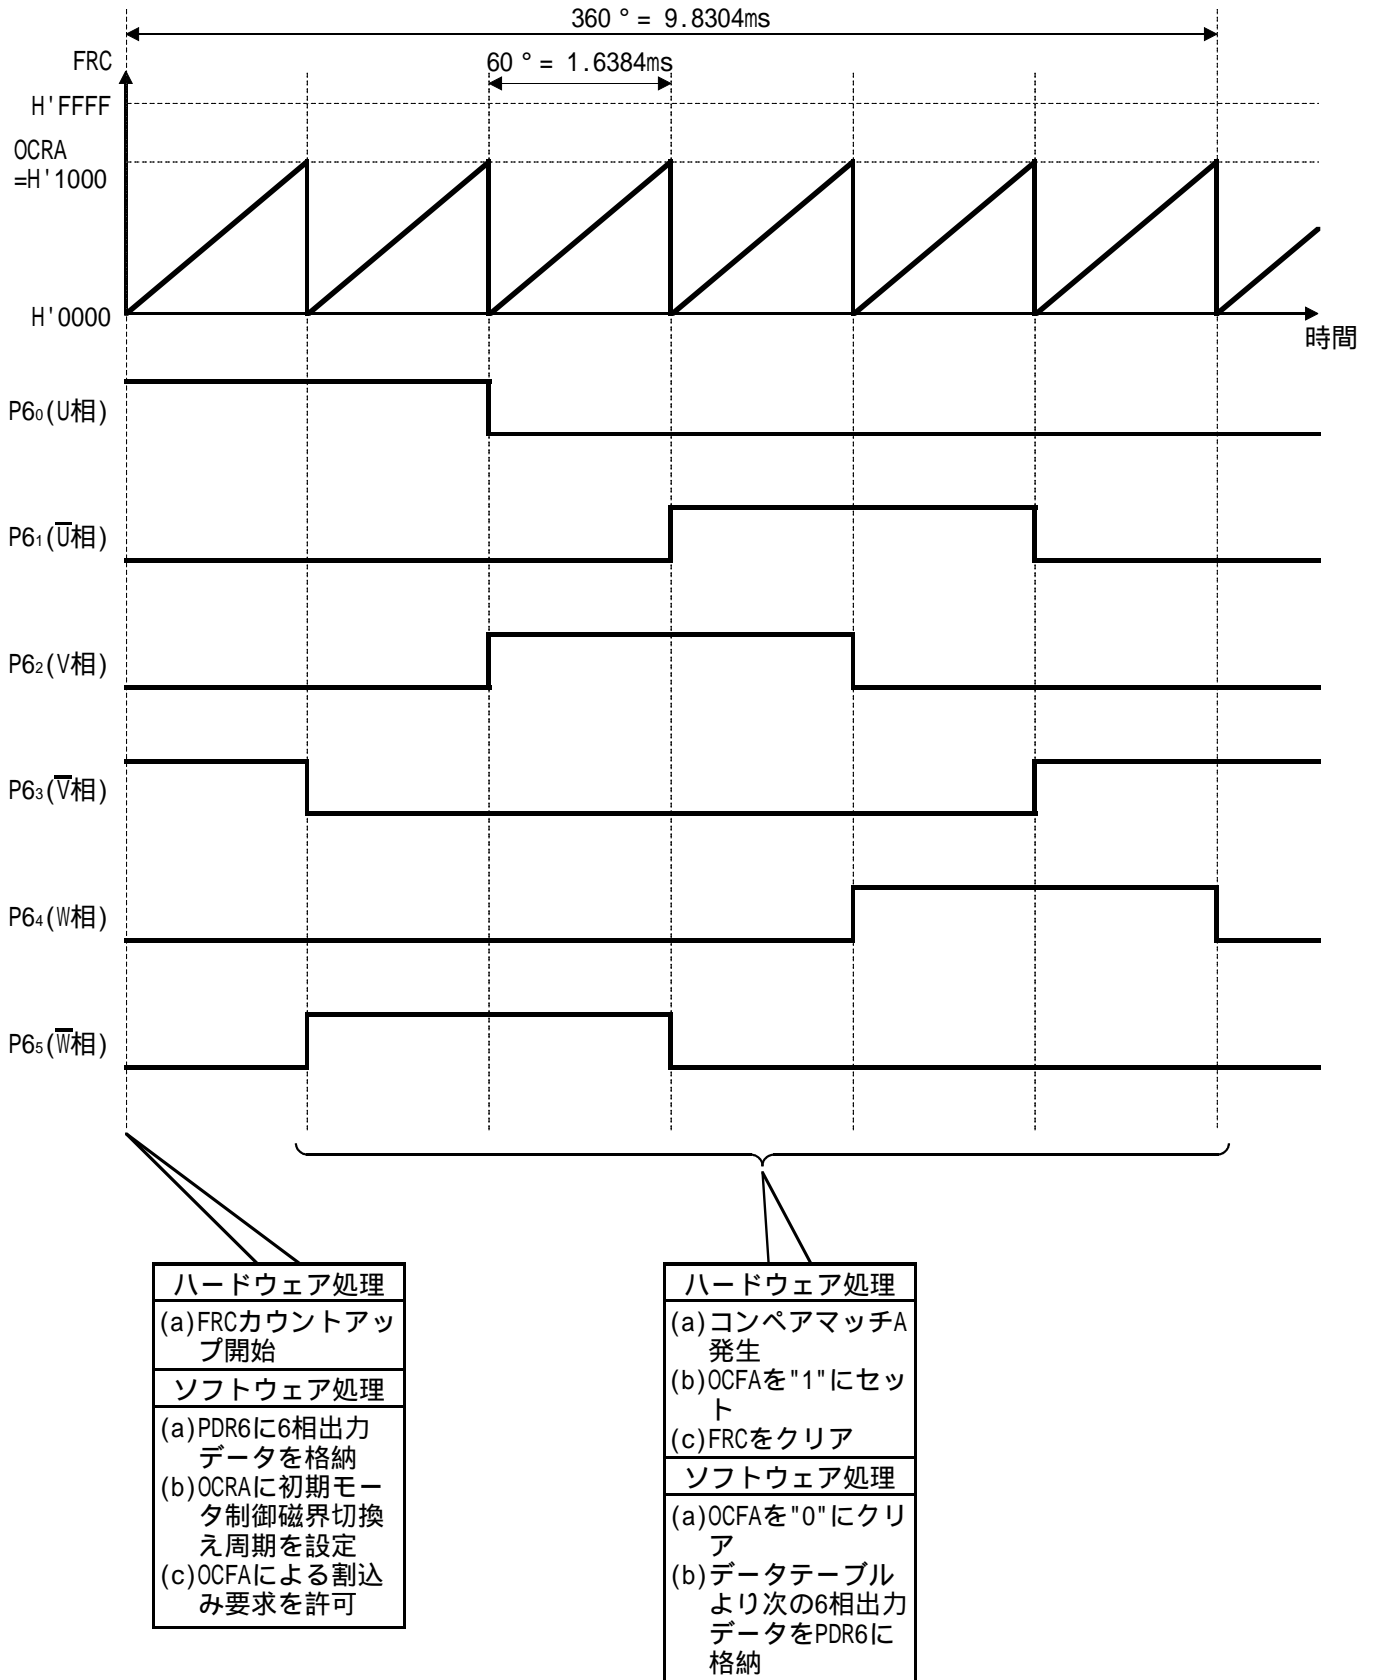 360 ° = 9.8304ms
FRC
60 ° = 1.6384ms
H'FFFF
OCRA
=H'1000
H'0000
時間
P6₀(U相)
P6₁(U̅相)
P6₂(V相)
P6₃(V̅相)
P6₄(W相)
P6₅(W̅相)
ハードウェア処理
(a)FRCカウントアッ
プ開始
ソフトウェア処理
(a)PDR6に6相出力
データを格納
(b)OCRAに初期モー
タ制御磁界切換
え周期を設定
(c)OCFAによる割込
み要求を許可
ハードウェア処理
(a)コンペアマッチA
発生
(b)OCFAを"1"にセッ
ト
(c)FRCをクリア
ソフトウェア処理
(a)OCFAを"0"にクリ
ア
(b)データテーブル
より次の6相出力
データをPDR6に
格納